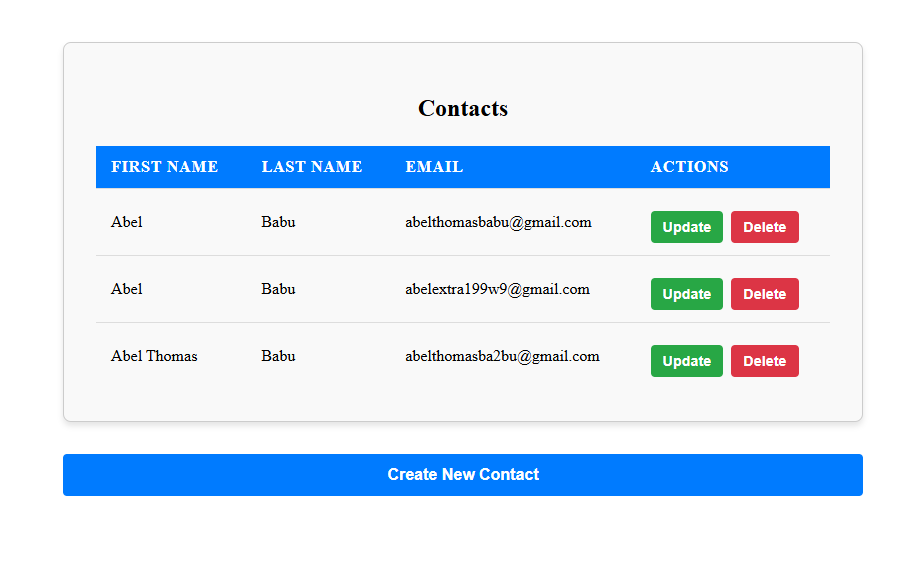 Contacts
FIRST NAME LAST NAME EMAIL ACTIONS
Abel Babu abelthomasbabu@gmail.com Update Delete
Abel Babu abelextra199w9@gmail.com Update Delete
Abel Thomas Babu abelthomasba2bu@gmail.com Update Delete
Create New Contact